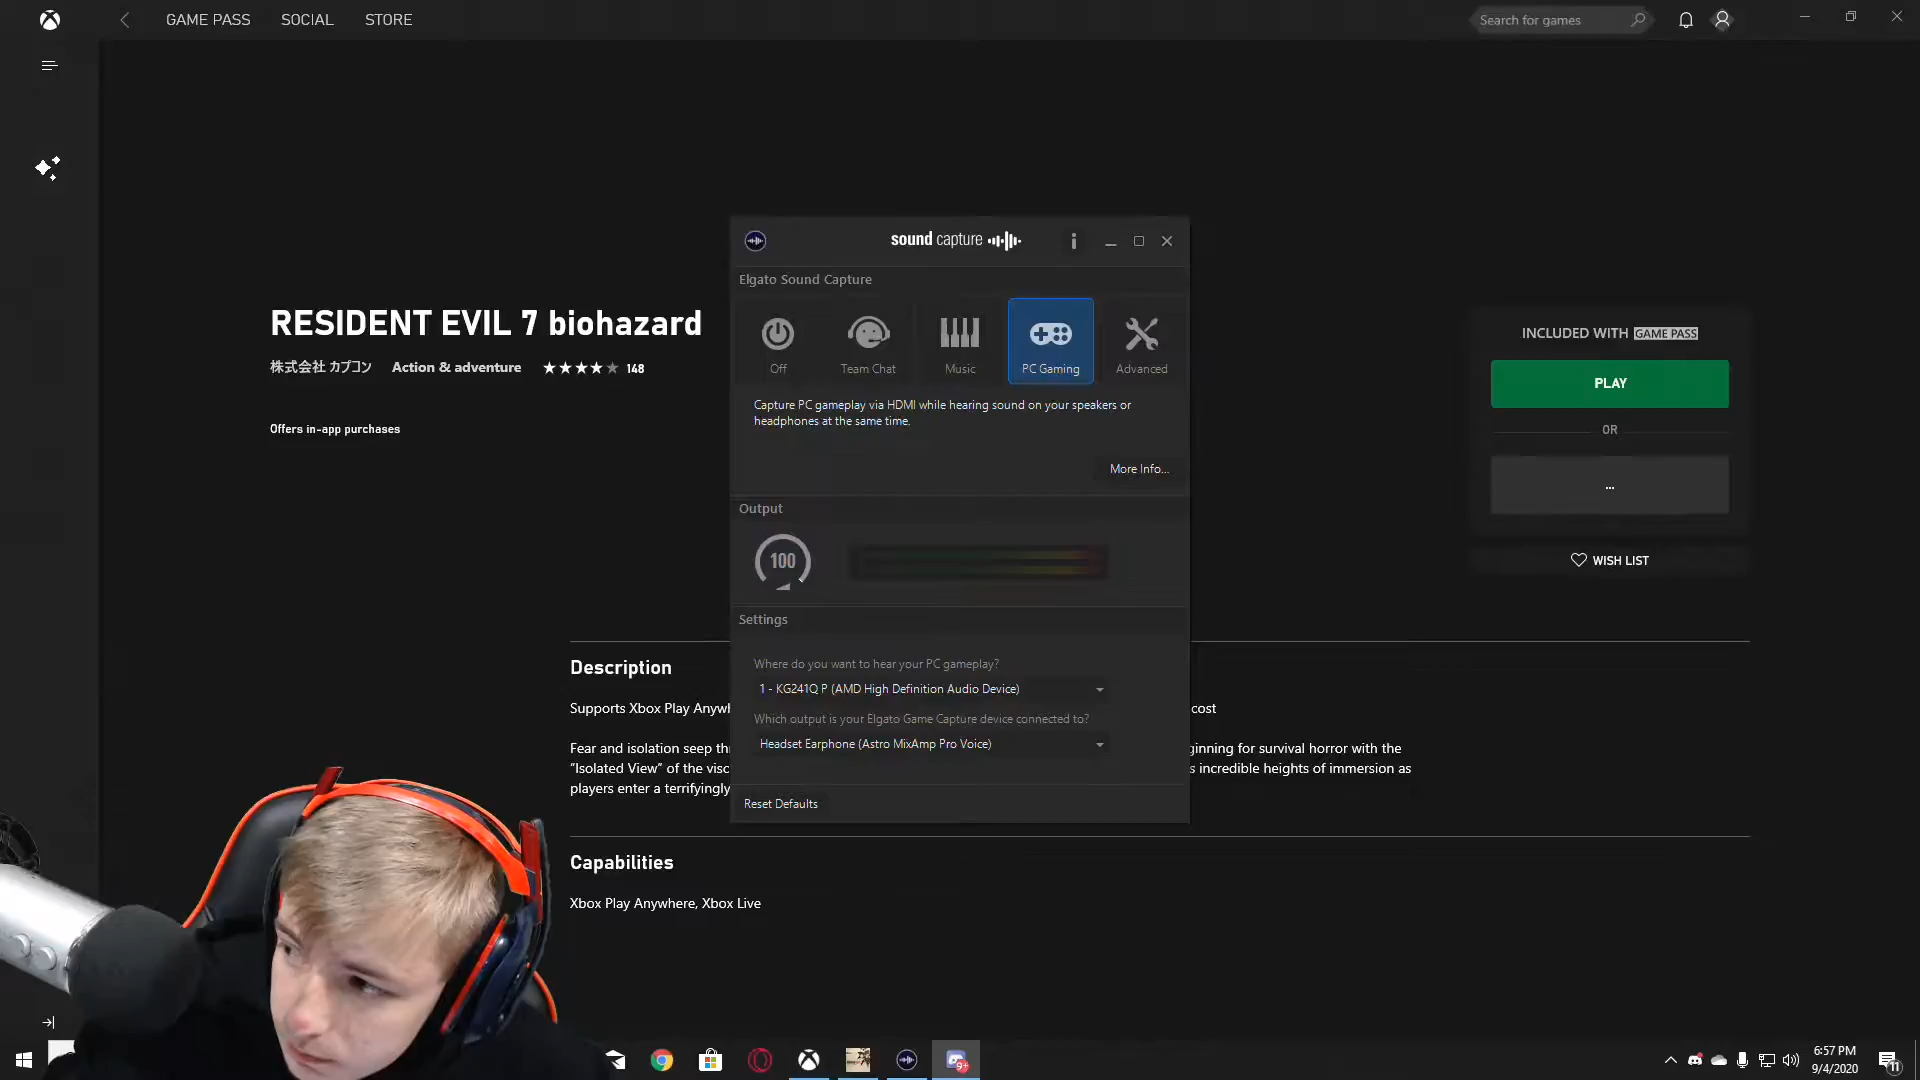 GAME PASS
SOCIAL
STORE
Search for games
sound capture
Elgato Sound Capture
Off
Team Chat
Music
PC Gaming
Advanced
Capture PC gameplay via HDMI while hearing sound on your speakers or
headphones at the same time.
More Info...
Output
100
Settings
Where do you want to hear your PC gameplay?
1 - KG241Q P (AMD High Definition Audio Device)
Which output is your Elgato Game Capture device connected to?
Headset Earphone (Astro MixAmp Pro Voice)
Reset Defaults
RESIDENT EVIL 7 biohazard
株式会社 カプコン
Action & adventure
148
Offers in-app purchases
INCLUDED WITH GAME PASS
PLAY
OR
...
WISH LIST
Description
Supports Xbox Play Anywh
cost
Fear and isolation seep thr
ginning for survival horror with the
“Isolated View” of the visc
s incredible heights of immersion as
players enter a terrifyingly
Capabilities
Xbox Play Anywhere, Xbox Live
9+
6:57 PM
9/4/2020
11